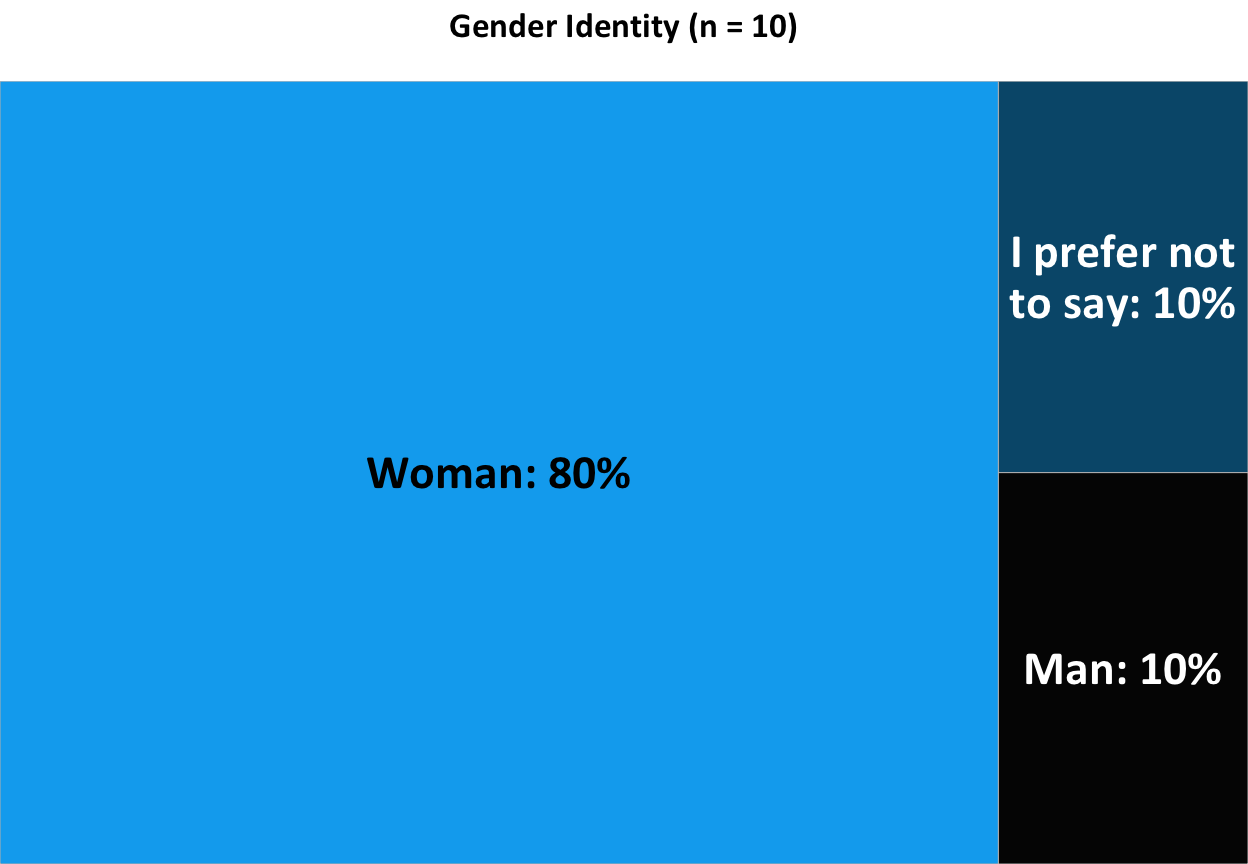 Gender Identity (n = 10)
Woman: 80%
I prefer not
to say: 10%
Man: 10%